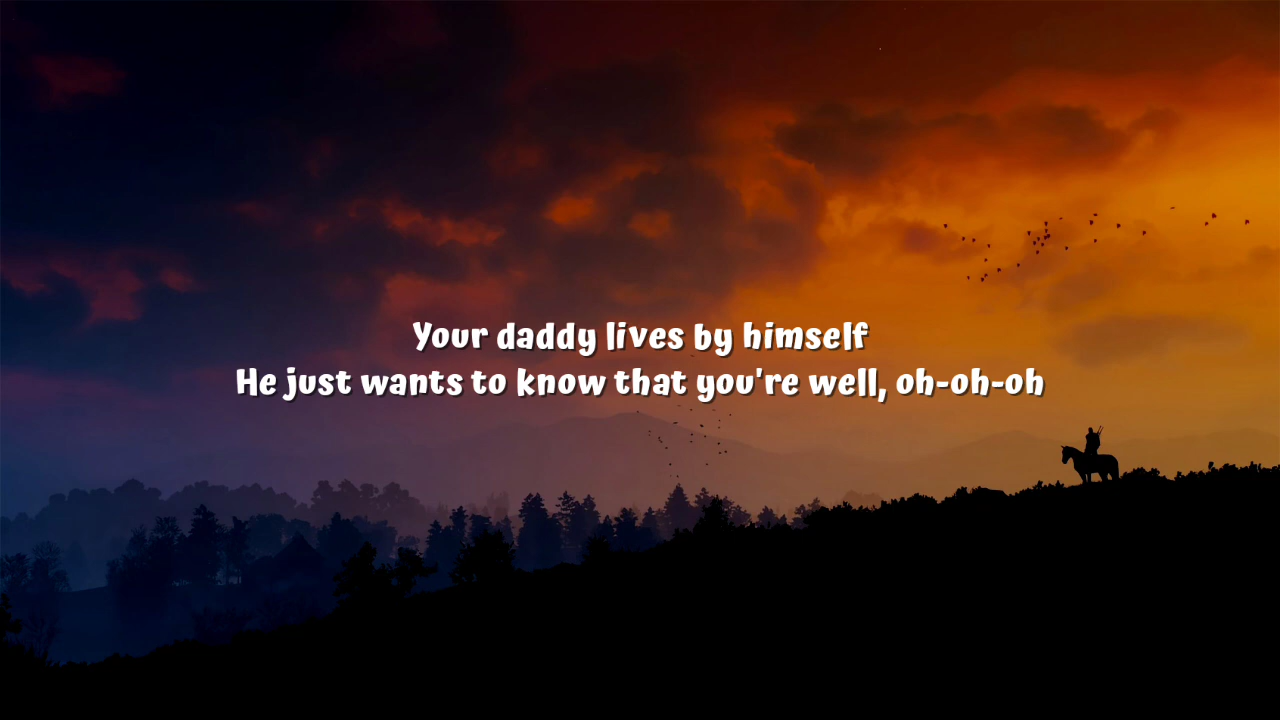 Your daddy lives by himself
He just wants to know that you're well, oh-oh-oh